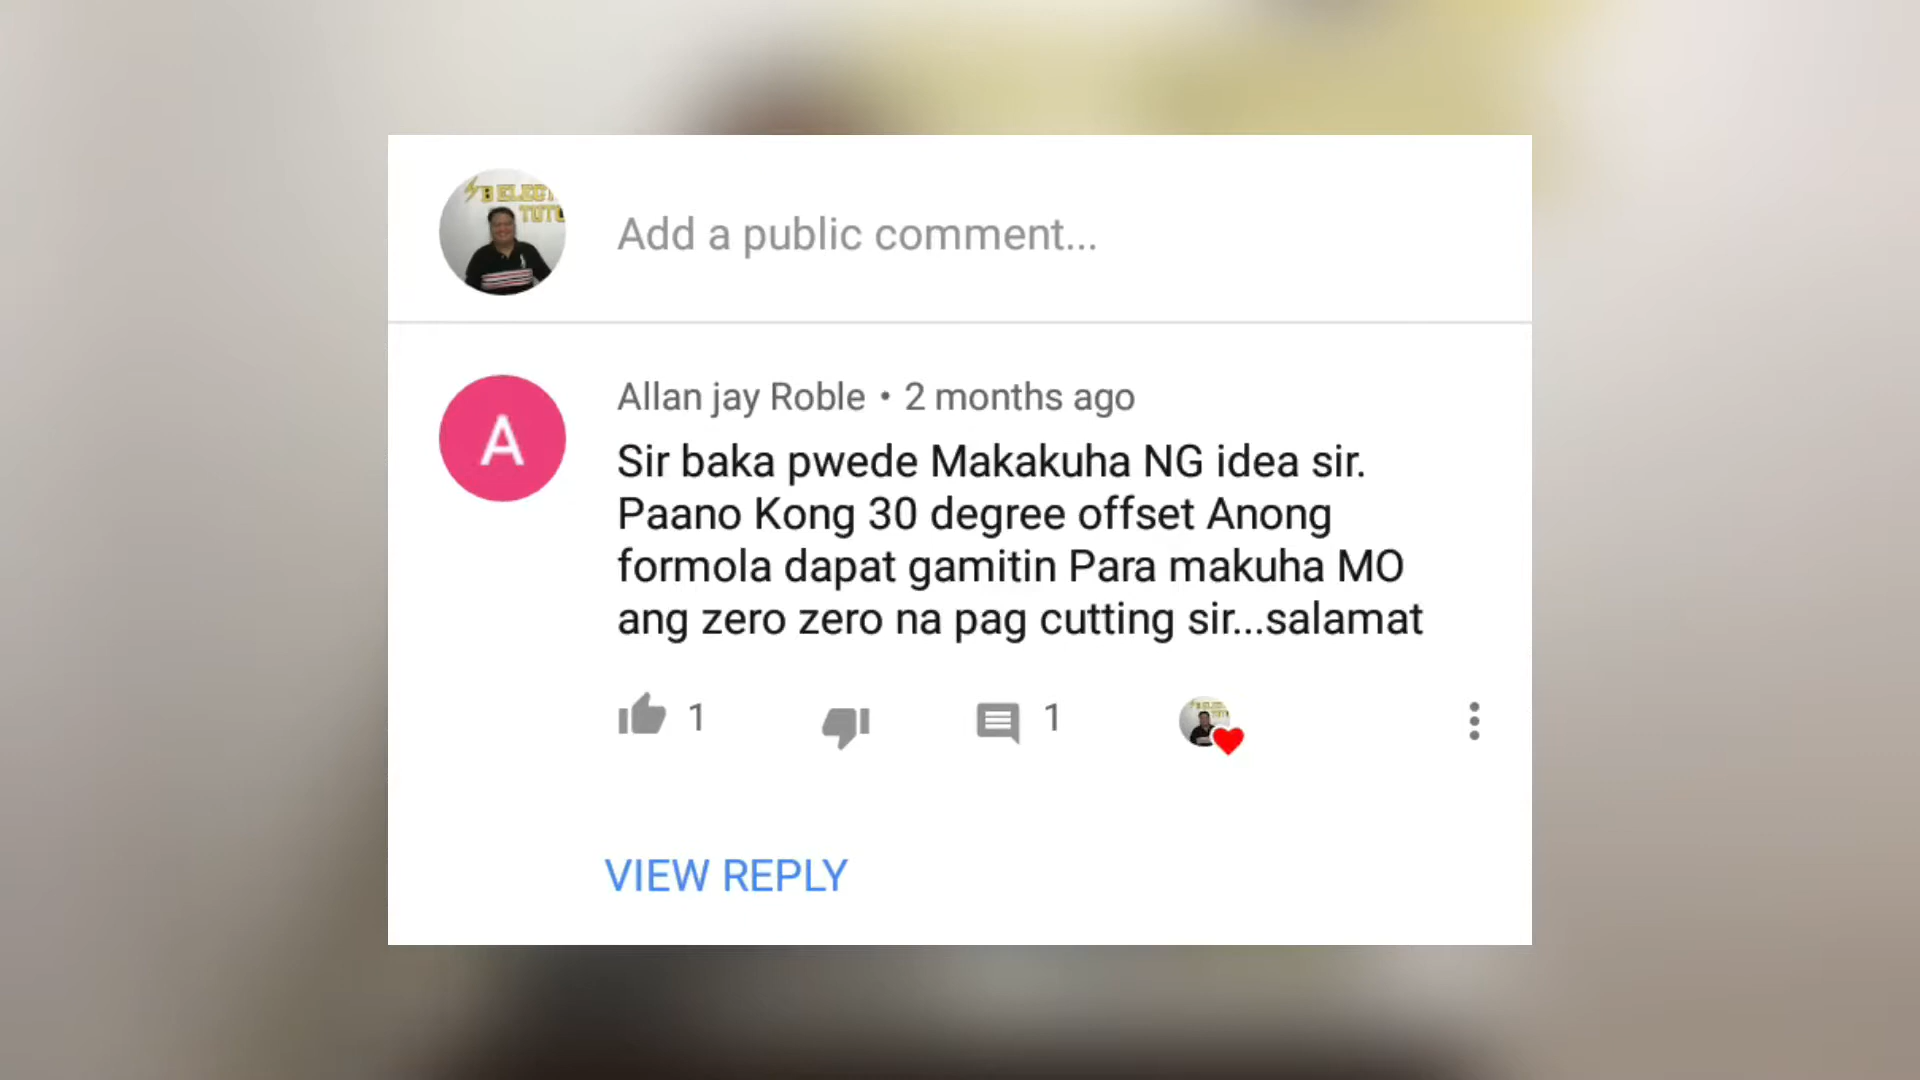 B ELECT
TUTO
Add a public comment...
Allan jay Roble • 2 months ago
A
Sir baka pwede Makakuha NG idea sir.
Paano Kong 30 degree offset Anong
formola dapat gamitin Para makuha MO
ang zero zero na pag cutting sir...salamat
1
1
VIEW REPLY